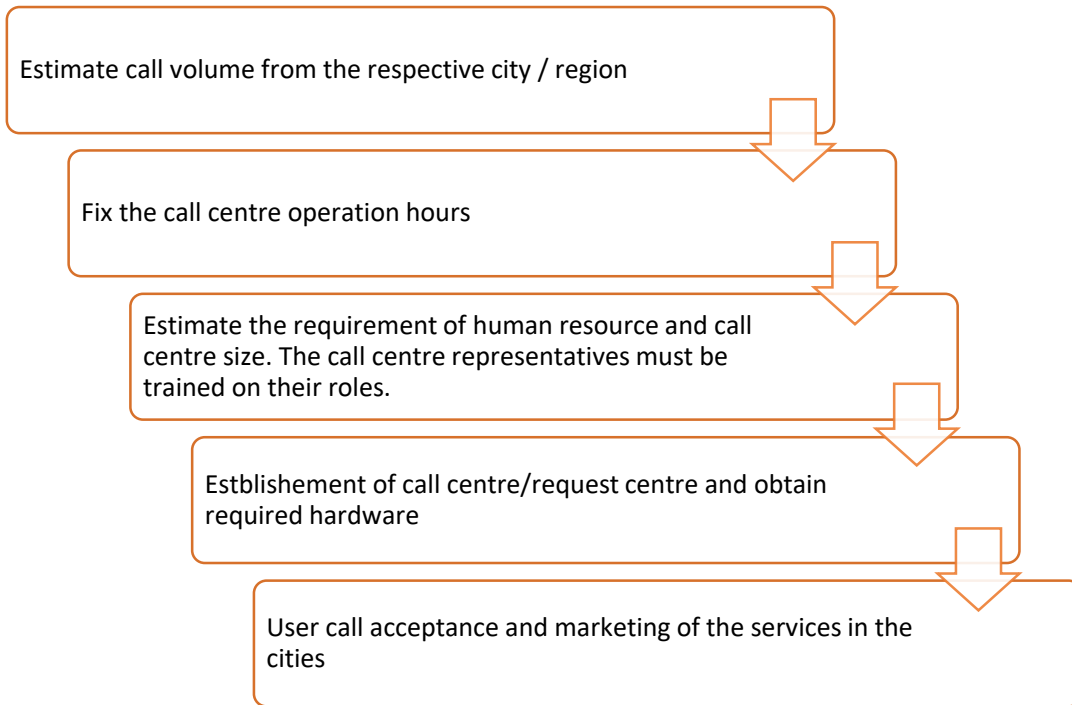 Estimate call volume from the respective city / region
Fix the call centre operation hours
Estimate the requirement of human resource and call
centre size. The call centre representatives must be
trained on their roles.
Estblishement of call centre/request centre and obtain
required hardware
User call acceptance and marketing of the services in the
cities